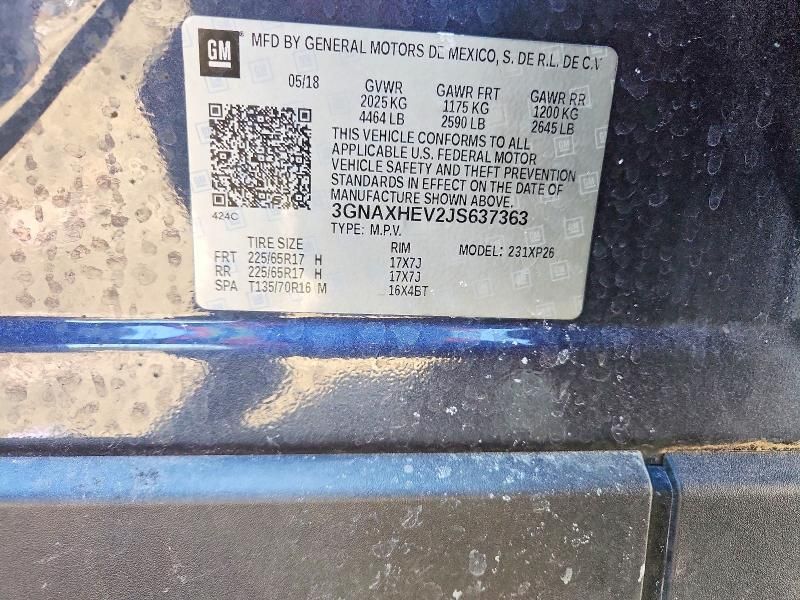 GM MFD BY GENERAL MOTORS DE MEXICO, S. DE R.L. DE C.V
05/18 GVWR GAWR FRT GAWR RR
2025 KG 1175 KG 1200 KG
4464 LB 2590 LB 2645 LB
THIS VEHICLE CONFORMS TO ALL
APPLICABLE U.S. FEDERAL MOTOR
VEHICLE SAFETY AND THEFT PREVENTION
STANDARDS IN EFFECT ON THE DATE OF
MANUFACTURE SHOWN ABOVE.
424C 3GNAXHEV2JS637363
TYPE: M.P.V.
TIRE SIZE RIM MODEL: 231XP26
FRT 225/65R17 H 17X7J
RR 225/65R17 H 17X7J
SPA T135/70R16 M 16X4BT